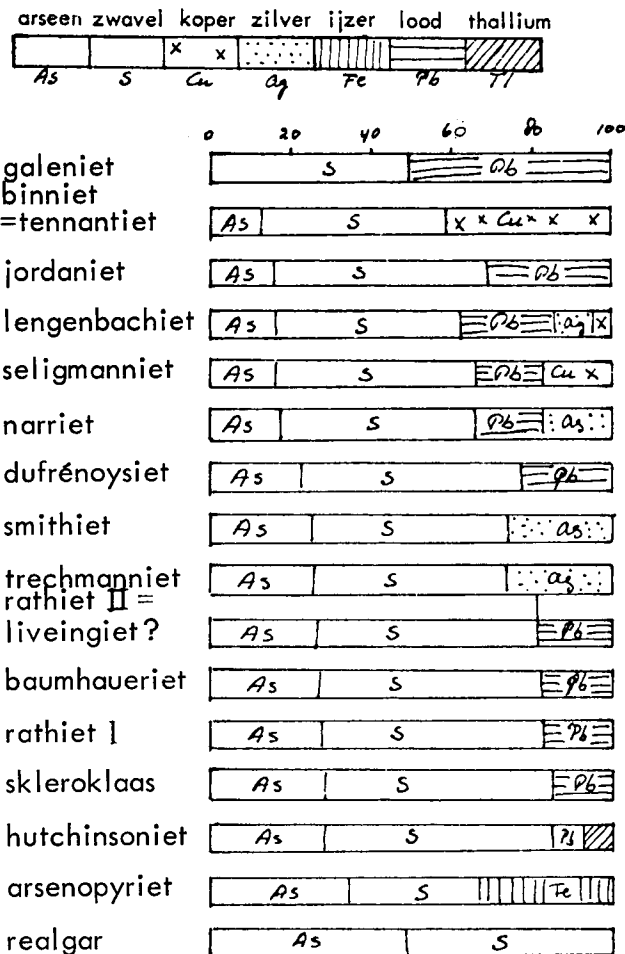 arseen zwavel koper zilver ijzer lood thallium
x x
As S Cu Ag Fe Pb Tl
0 20 40 60 80 100
galeniet S Pb
binniet
=tennantiet As S x x Cu x x x
jordaniet As S Pb
lengenbachiet As S Pb Ag x
seligmanniet As S Pb Cu x
narriet As S Pb Ag
dufrénoysiet As S Pb
smithiet As S Ag
trechmanniet As S Ag
rathiet II =
liveingiet? As S Pb
baumhaueriet As S Pb
rathiet 1 As S Pb
skleroklaas As S Pb
hutchinsoniet As S Pb
arsenopyriet As S Fe
realgar As S